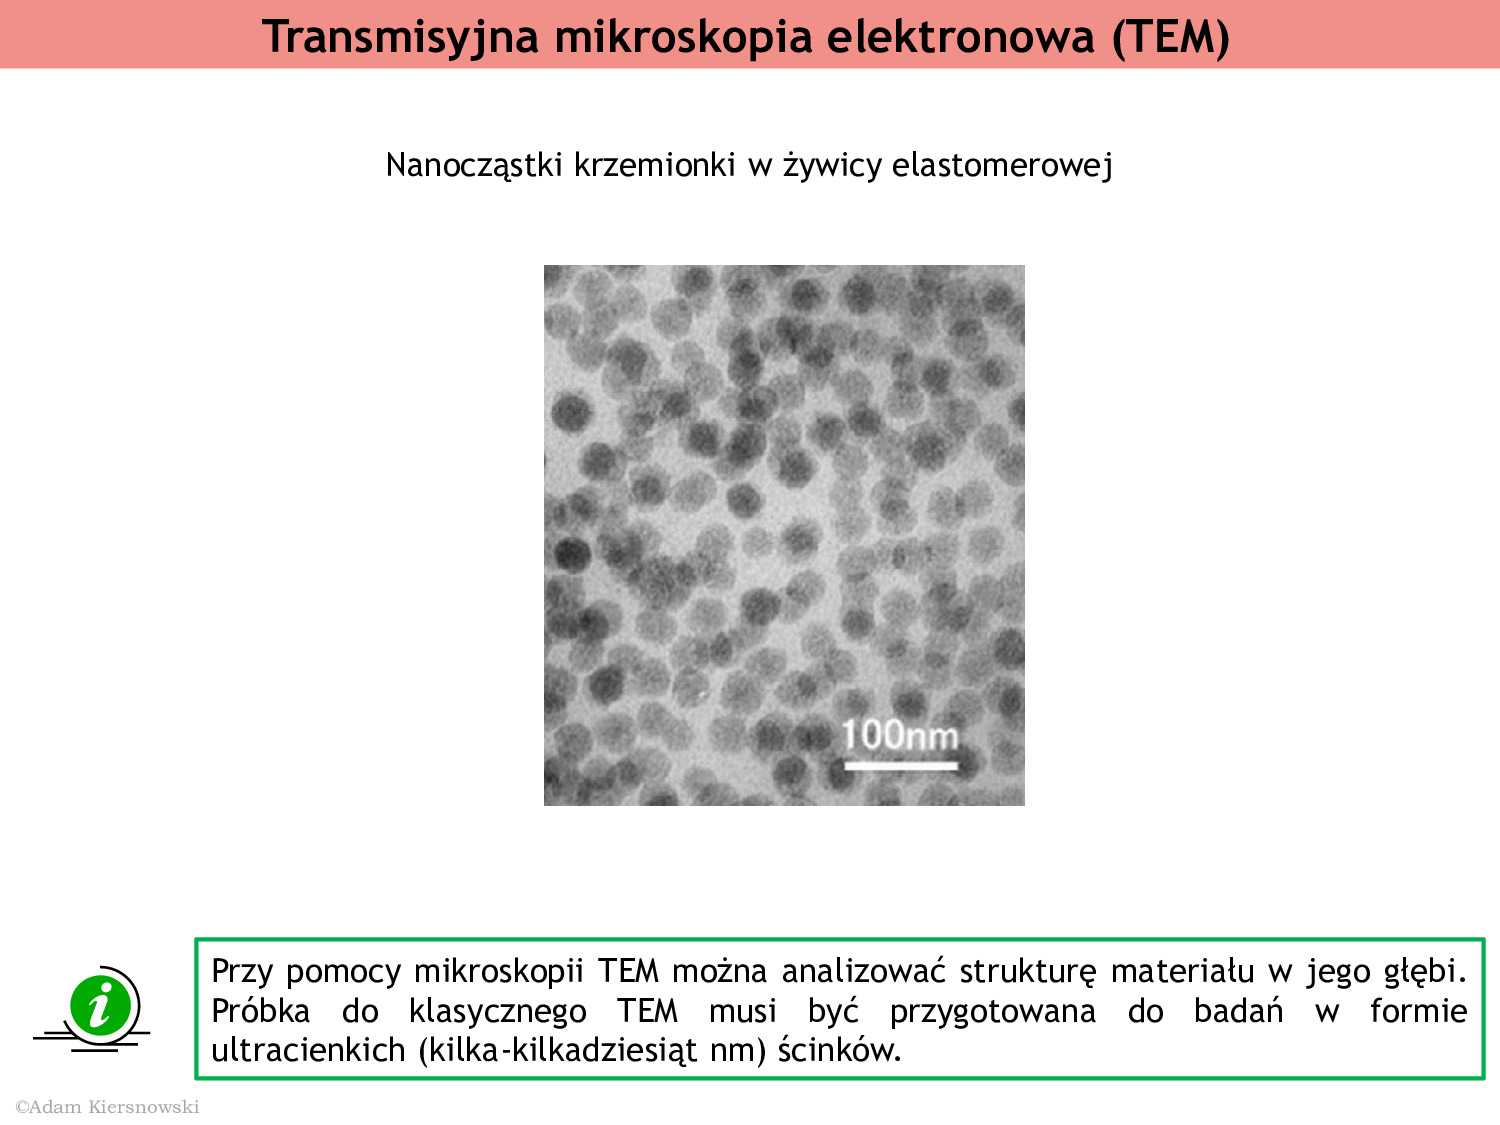 Transmisyjna mikroskopia elektronowa (TEM)
Nanocząstki krzemionki w żywicy elastomerowej
100nm
i
Przy pomocy mikroskopii TEM można analizować strukturę materiału w jego głębi.
Próbka do klasycznego TEM musi być przygotowana do badań w formie
ultracienkich (kilka-kilkadziesiąt nm) ścinków.
©Adam Kiersnowski